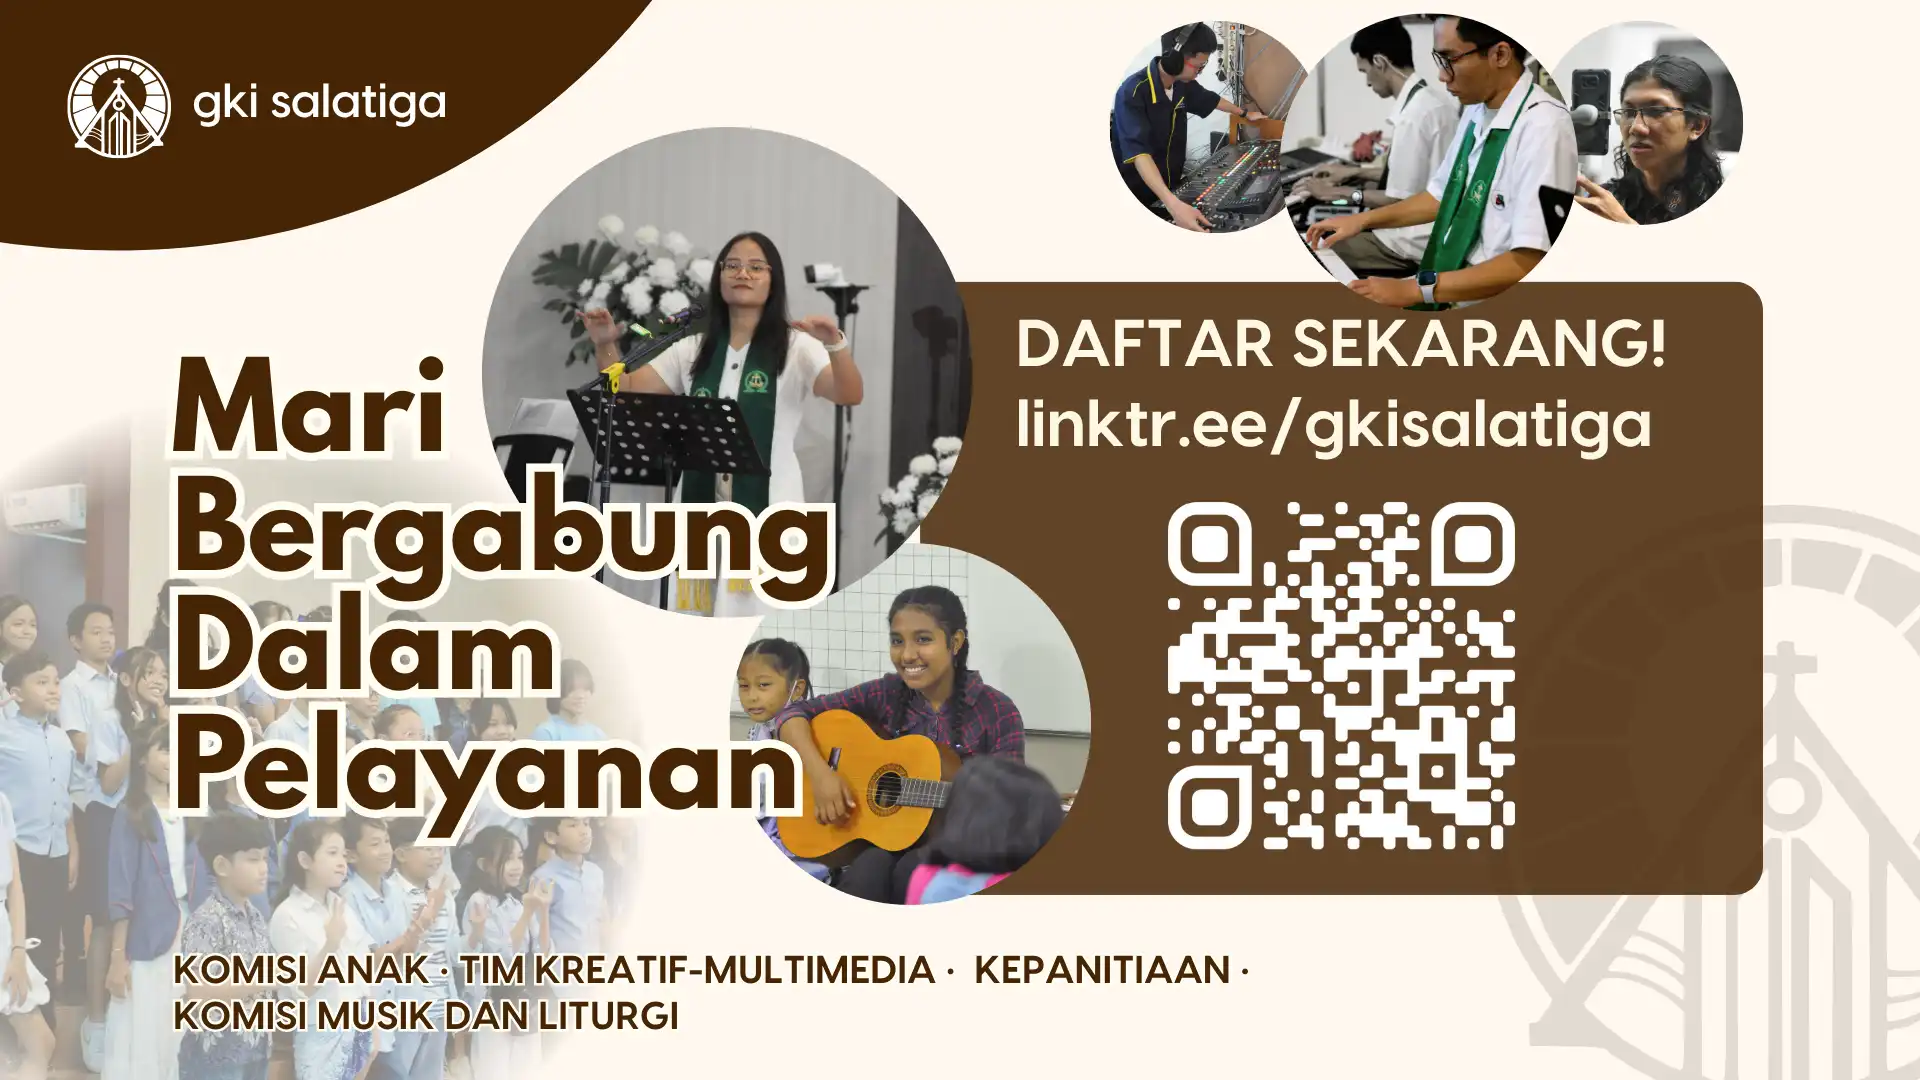 gki salatiga
Mari
Bergabung
Dalam
Pelayanan
DAFTAR SEKARANG!
linktr.ee/gkisalatiga
KOMISI ANAK · TIM KREATIF-MULTIMEDIA · KEPANITIAAN ·
KOMISI MUSIK DAN LITURGI